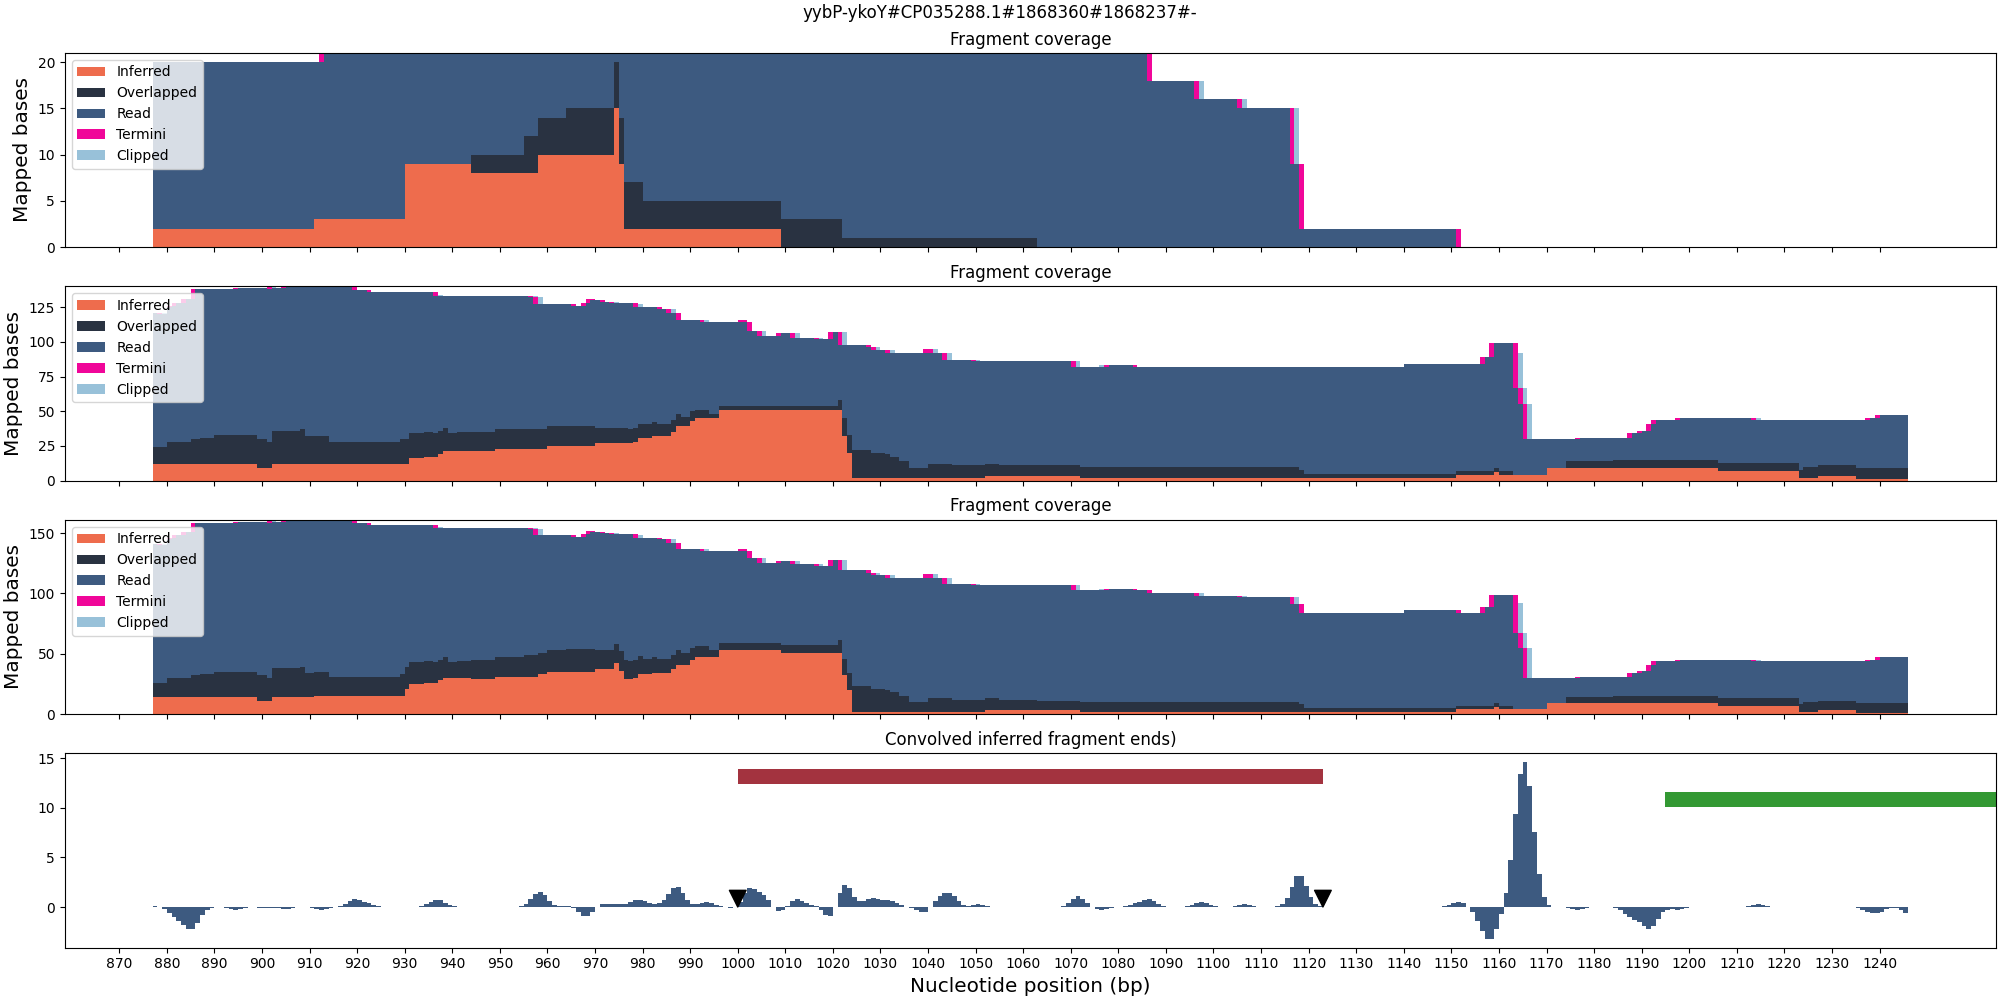 yybP-ykoY#CP035288.1#1868360#1868237#-
Fragment coverage
Mapped bases
20
15
10
5
0
Inferred
Overlapped
Read
Termini
Clipped
Fragment coverage
Mapped bases
125
100
75
50
25
0
Inferred
Overlapped
Read
Termini
Clipped
Fragment coverage
Mapped bases
150
100
50
0
Inferred
Overlapped
Read
Termini
Clipped
Convolved inferred fragment ends)
15
10
5
0
870 880 890 900 910 920 930 940 950 960 970 980 990 1000 1010 1020 1030 1040 1050 1060 1070 1080 1090 1100 1110 1120 1130 1140 1150 1160 1170 1180 1190 1200 1210 1220 1230 1240
Nucleotide position (bp)